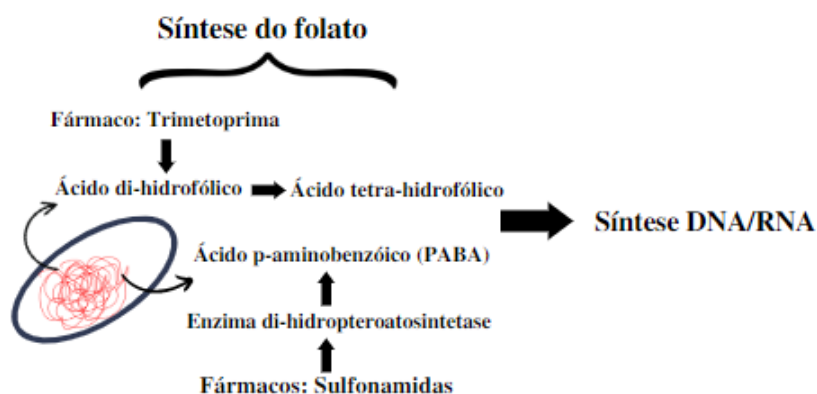 Síntese do folato
Fármaco: Trimetoprima
Ácido di-hidrofólico
Ácido tetra-hidrofólico
Síntese DNA/RNA
Ácido p-aminobenzóico (PABA)
Enzima di-hidropteroatosintetase
Fármacos: Sulfonamidas